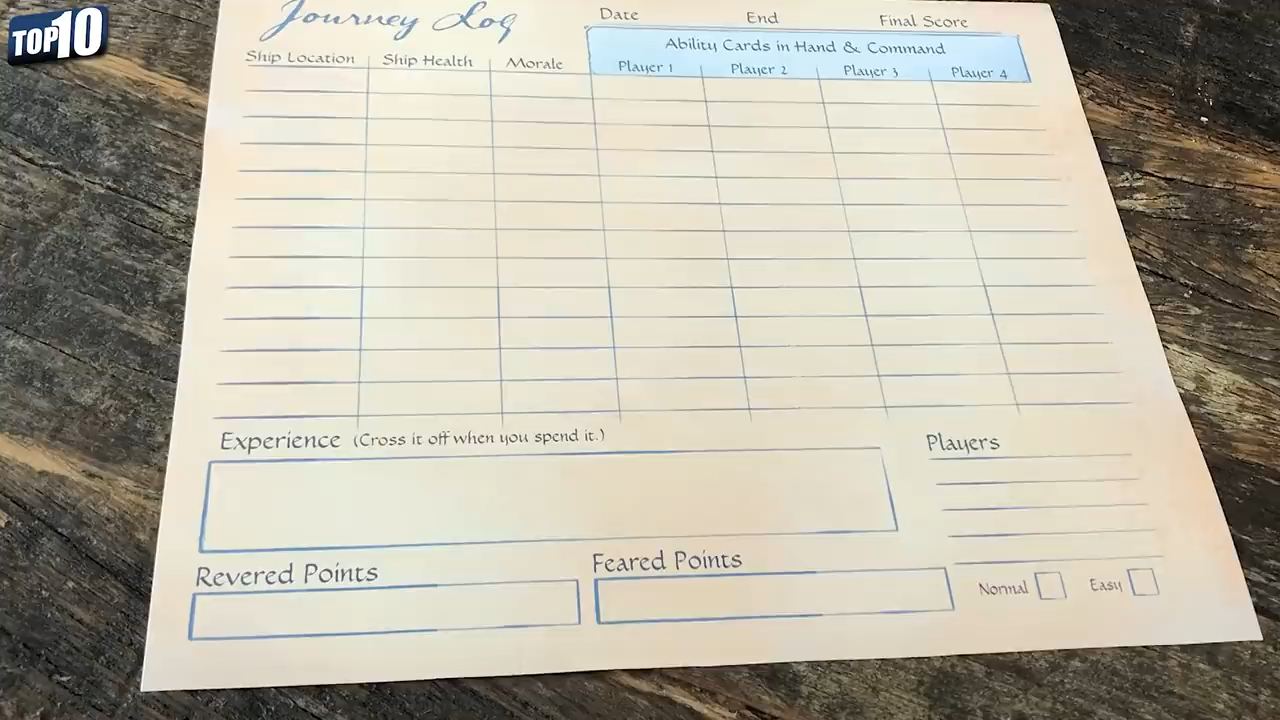 TOP10
Journey Log
Date End Final Score
Ability Cards in Hand & Command
Ship Location Ship Health Morale Player 1 Player 2 Player 3 Player 4
Experience (Cross it off when you spend it.)
Players
Revered Points Feared Points
Normal Easy